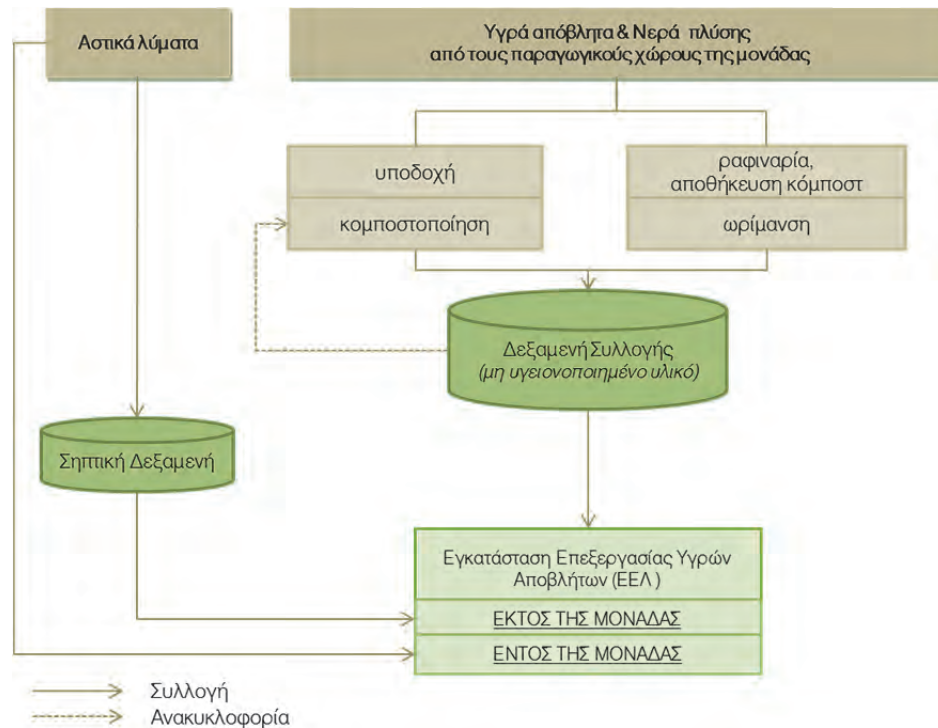 Αστικά λύματα
Υγρά απόβλητα & Νερά πλύσης
από τους παραγωγικούς χώρους της μονάδας
υποδοχή
κομποστοποίηση
ραφιναρία,
αποθήκευση κόμποστ
ωρίμανση
Δεξαμενή Συλλογής
(μη υγειονοποιημένο υλικό)
Σηπτική Δεξαμενή
Εγκατάσταση Επεξεργασίας Υγρών
Αποβλήτων (ΕΕΛ )
ΕΚΤΟΣ ΤΗΣ ΜΟΝΑΔΑΣ
ΕΝΤΟΣ ΤΗΣ ΜΟΝΑΔΑΣ
Συλλογή
Ανακυκλοφορία